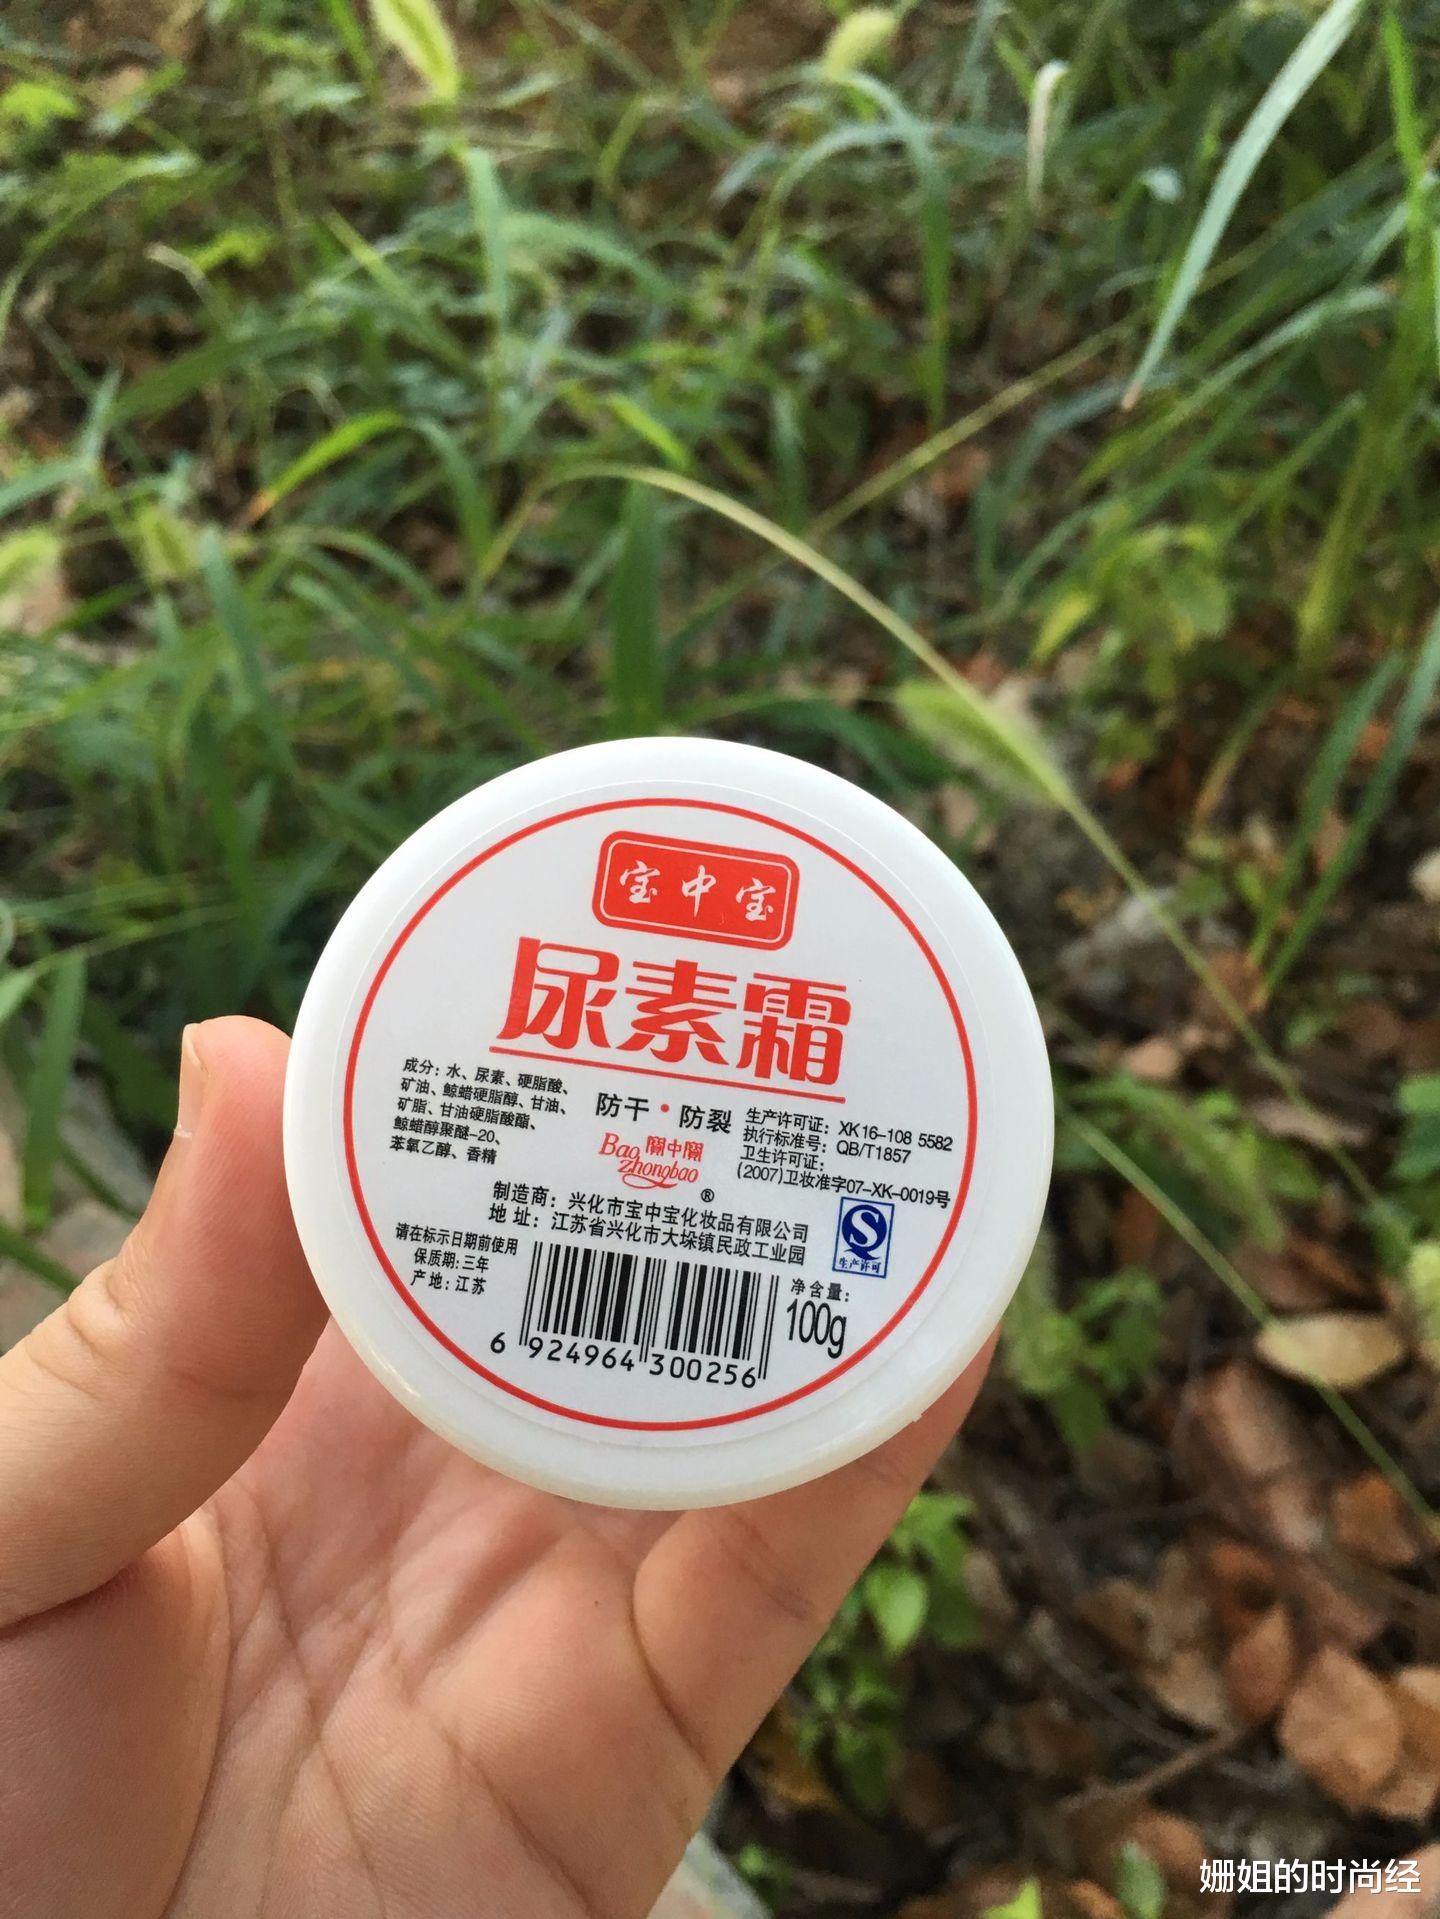 宝中宝
尿素霜
成分：水、尿素、硬脂酸、
矿油、鲸蜡硬脂醇、甘油、
矿脂、甘油硬脂酸酯、
鲸蜡醇聚醚-20、
苯氧乙醇、香精
防干·防裂
Bao 寶中寶
zhongbao ®
生产许可证：XK16-108 5582
执行标准号：QB/T1857
卫生许可证：
(2007)卫妆准字07-XK-0019号
制造商：兴化市宝中宝化妆品有限公司
地 址：江苏省兴化市大垛镇民政工业园
请在标示日期前使用
保质期:三年
产地:江苏
生产许可
净含量：
100g
6 924964 300256
姗姐的时尚经